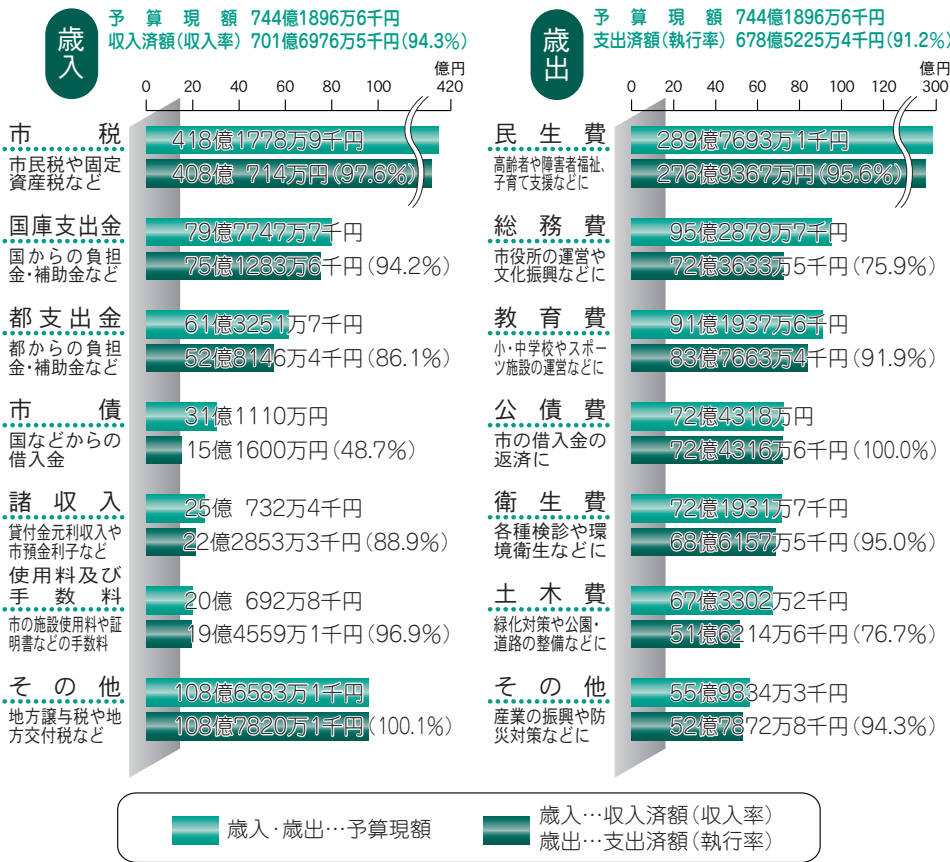 歳入
予算現額 744億1896万6千円
収入済額(収入率) 701億6976万5千円(94.3%)
億円
0 20 40 60 80 100 420
市税
市民税や固定
資産税など
418億1778万9千円
408億 714万円(97.6%)
国庫支出金
国からの負担
金・補助金など
79億7747万7千円
75億1283万6千円(94.2%)
都支出金
都からの負担
金・補助金など
61億3251万7千円
52億8146万4千円(86.1%)
市債
国などからの
借入金
31億1110万円
15億1600万円(48.7%)
諸収入
貸付金元利収入や
市預金利子など
25億 732万4千円
22億2853万3千円(88.9%)
使用料及び
手数料
市の施設使用料や証
明書などの手数料
20億 692万8千円
19億4559万1千円(96.9%)
その他
地方譲与税や地
方交付税など
108億6583万1千円
108億7820万1千円(100.1%)
歳出
予算現額 744億1896万6千円
支出済額(執行率) 678億5225万4千円(91.2%)
億円
0 20 40 60 80 100 120 300
民生費
高齢者や障害者福祉、
子育て支援などに
289億7693万1千円
276億9367万円(95.6%)
総務費
市役所の運営や
文化振興などに
95億2879万7千円
72億3633万5千円(75.9%)
教育費
小・中学校やスポー
ツ施設の運営などに
91億1937万6千円
83億7663万4千円(91.9%)
公債費
市の借入金の
返済に
72億4318万円
72億4316万6千円(100.0%)
衛生費
各種検診や環
境衛生などに
72億1931万7千円
68億6157万5千円(95.0%)
土木費
緑化対策や公園・
道路の整備などに
67億3302万2千円
51億6214万6千円(76.7%)
その他
産業の振興や防
災対策などに
55億9834万3千円
52億7872万8千円(94.3%)
歳入・歳出…予算現額
歳入…収入済額(収入率)
歳出…支出済額(執行率)